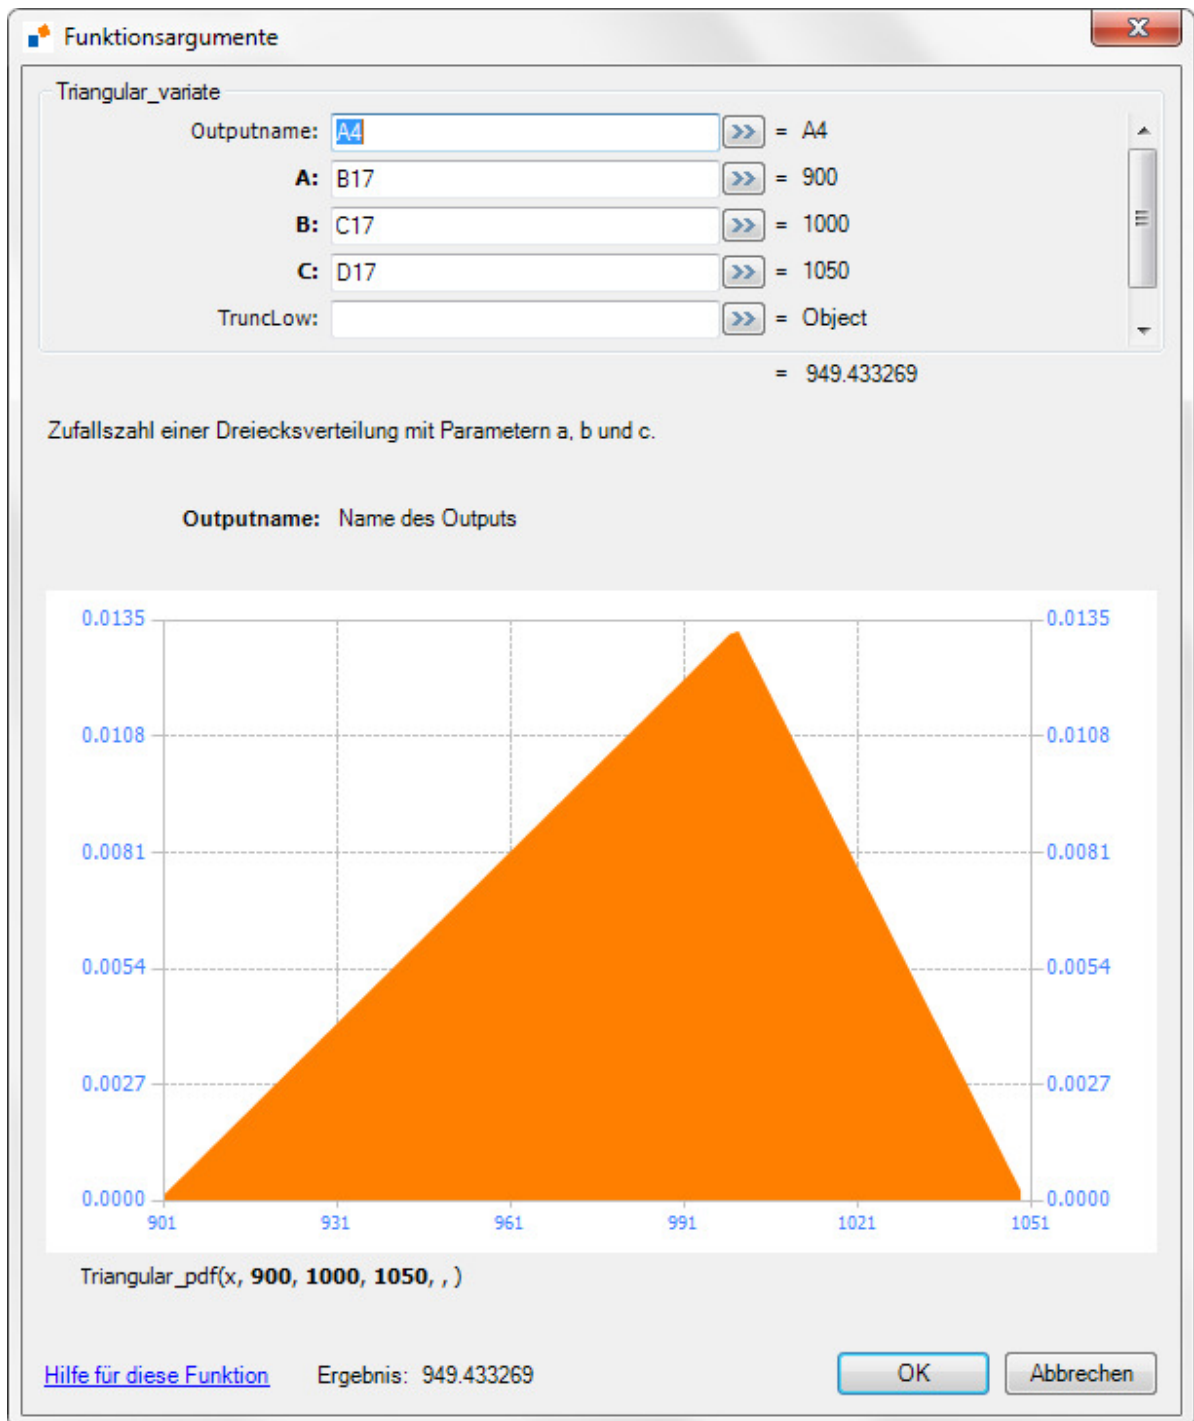 Funktionsargumente
Triangular_variate
Outputname: A4 >> = A4
A: B17 >> = 900
B: C17 >> = 1000
C: D17 >> = 1050
TruncLow: >> = Object
= 949.433269
Zufallszahl einer Dreiecksverteilung mit Parametern a, b und c.
Outputname: Name des Outputs
0.0135 0.0135
0.0108 0.0108
0.0081 0.0081
0.0054 0.0054
0.0027 0.0027
0.0000 0.0000
901 931 961 991 1021 1051
Triangular_pdf(x, 900, 1000, 1050, , )
Hilfe für diese Funktion Ergebnis: 949.433269 OK Abbrechen